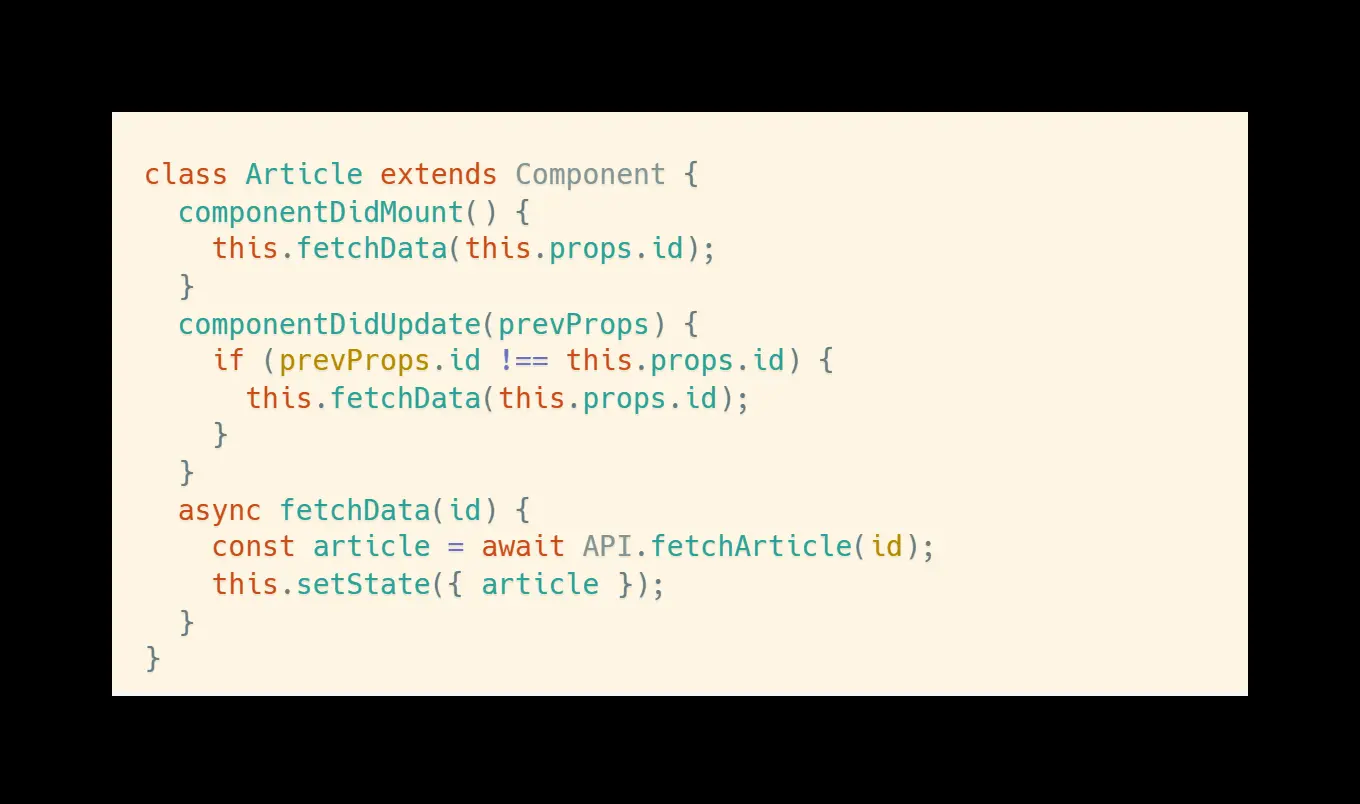 class Article extends Component {
  componentDidMount() {
    this.fetchData(this.props.id);
  }
  componentDidUpdate(prevProps) {
    if (prevProps.id !== this.props.id) {
      this.fetchData(this.props.id);
    }
  }
  async fetchData(id) {
    const article = await API.fetchArticle(id);
    this.setState({ article });
  }
}